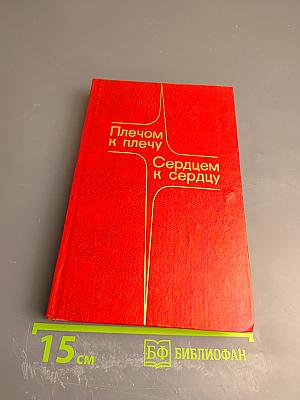 Плечом
к плечу
Сердцем
к сердцу
15 см
БФ БИБЛИОФАН